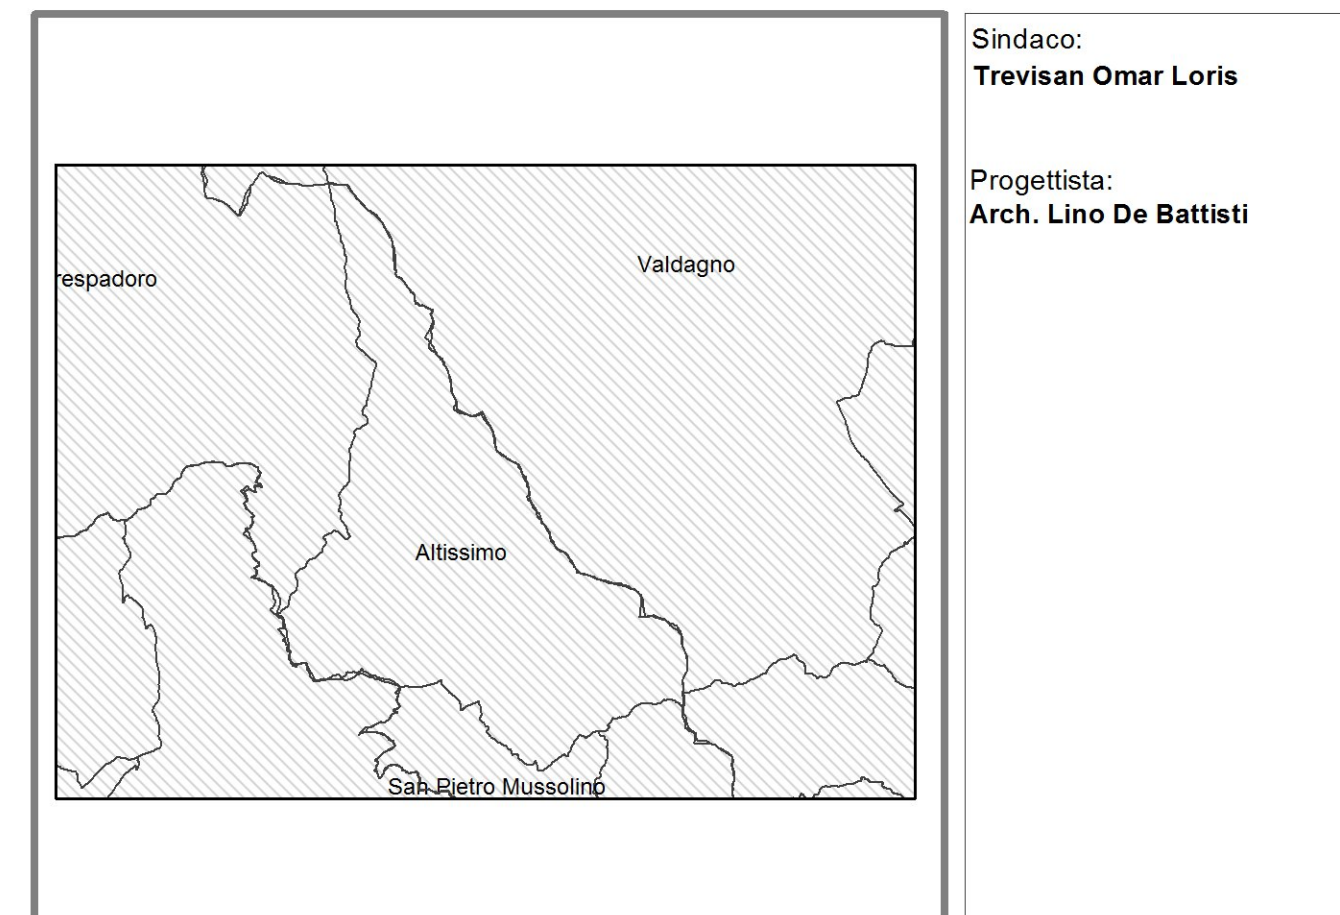 Sindaco:
Trevisan Omar Loris
Progettista:
Arch. Lino De Battisti
Valdagno
respadoro
Altissimo
San Pietro Mussolino